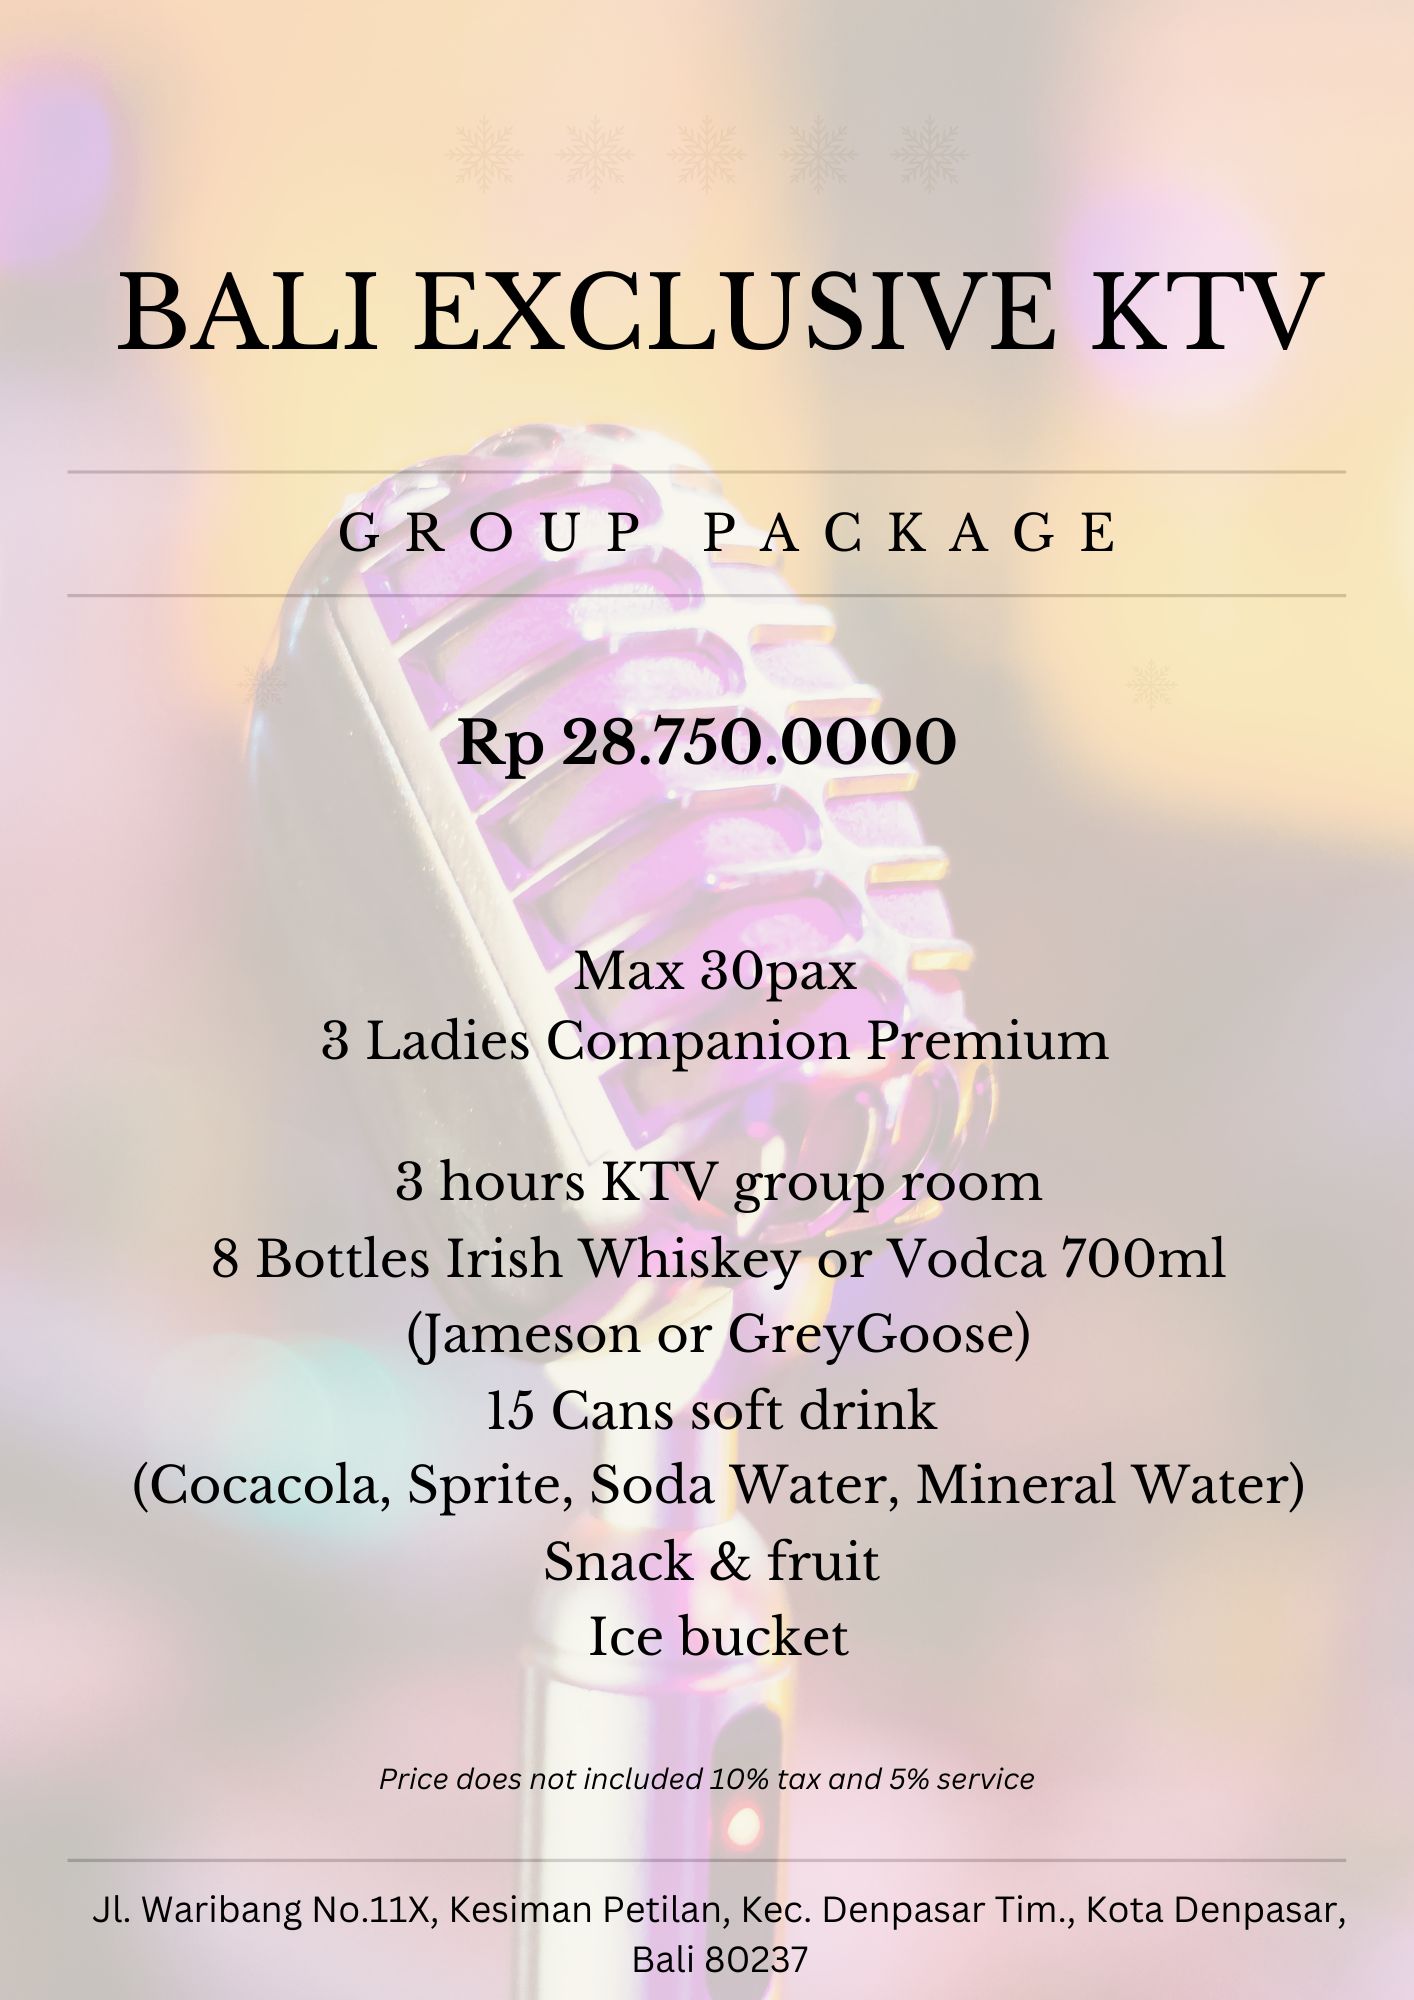 BALI EXCLUSIVE KTV
GROUP PACKAGE
Rp 28.750.0000
Max 30pax
3 Ladies Companion Premium
3 hours KTV group room
8 Bottles Irish Whiskey or Vodca 700ml
(Jameson or GreyGoose)
15 Cans soft drink
(Cocacola, Sprite, Soda Water, Mineral Water)
Snack & fruit
Ice bucket
Price does not included 10% tax and 5% service
Jl. Waribang No.11X, Kesiman Petilan, Kec. Denpasar Tim., Kota Denpasar,
Bali 80237